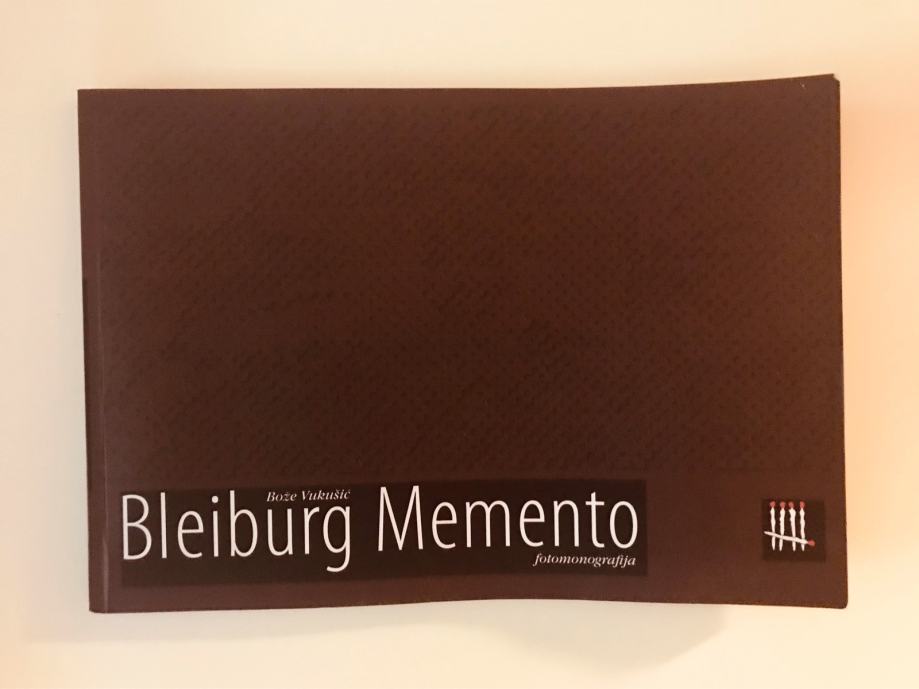 Bože Vukušić
Bleiburg Memento
fotomonografija